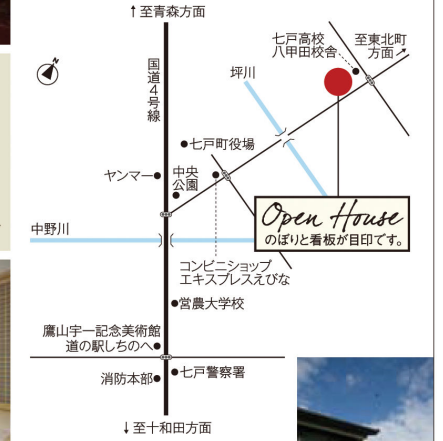 ↑至青森方面
七戸高校
八甲田校舎
至東北町
方面↗
N
国道4号線
坪川
七戸町役場
ヤンマー
中央
公園
Open House
のぼりと看板が目印です。
中野川
コンビニショップ
エキスプレスえびな
営農大学校
鷹山宇一記念美術館
道の駅しちのへ
消防本部
七戸警察署
↓至十和田方面